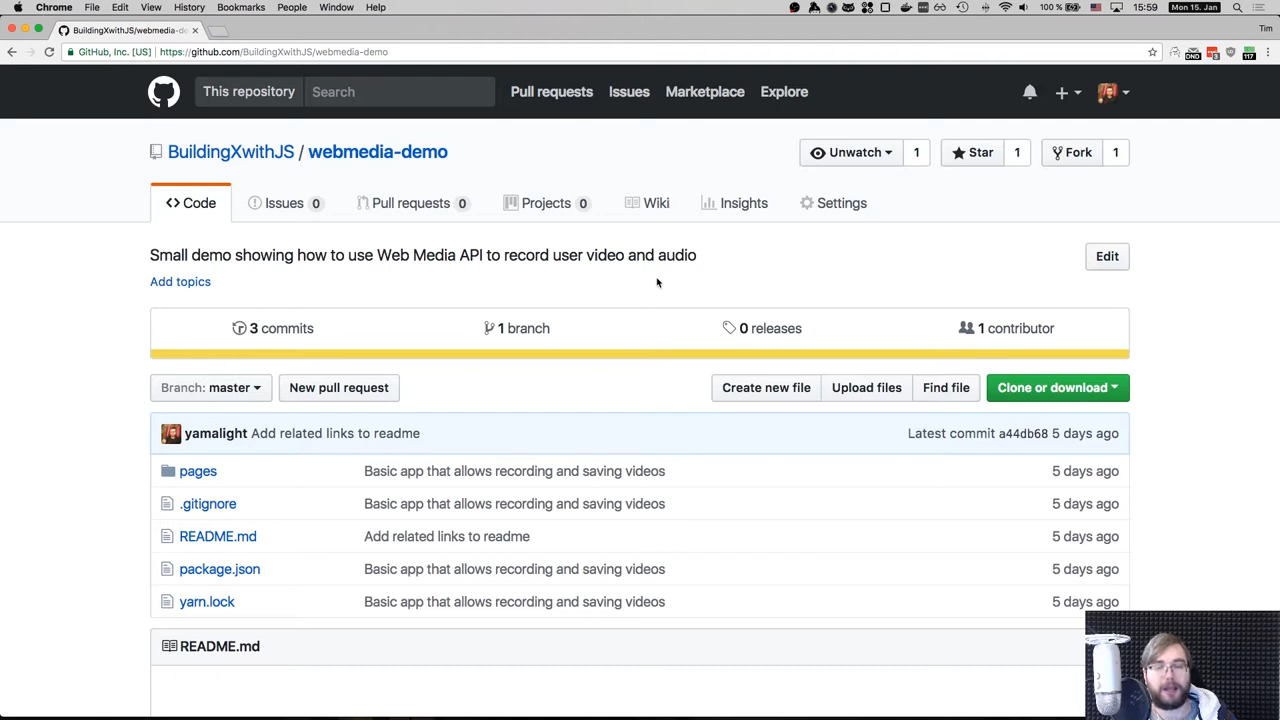 Chrome File Edit View History Bookmarks People Window Help 100 % 15:59 Mon 15. Jan
BuildingXwithJS/webmedia-de Tim
GitHub, Inc. [US] https://github.com/BuildingXwithJS/webmedia-demo
This repository Search Pull requests Issues Marketplace Explore
BuildingXwithJS / webmedia-demo Unwatch 1 Star 1 Fork 1
Code Issues 0 Pull requests 0 Projects 0 Wiki Insights Settings
Small demo showing how to use Web Media API to record user video and audio Edit
Add topics
3 commits 1 branch 0 releases 1 contributor
Branch: master New pull request Create new file Upload files Find file Clone or download
yamalight Add related links to readme Latest commit a44db68 5 days ago
pages Basic app that allows recording and saving videos 5 days ago
.gitignore Basic app that allows recording and saving videos 5 days ago
README.md Add related links to readme 5 days ago
package.json Basic app that allows recording and saving videos 5 days ago
yarn.lock Basic app that allows recording and saving videos 5 days ago
README.md